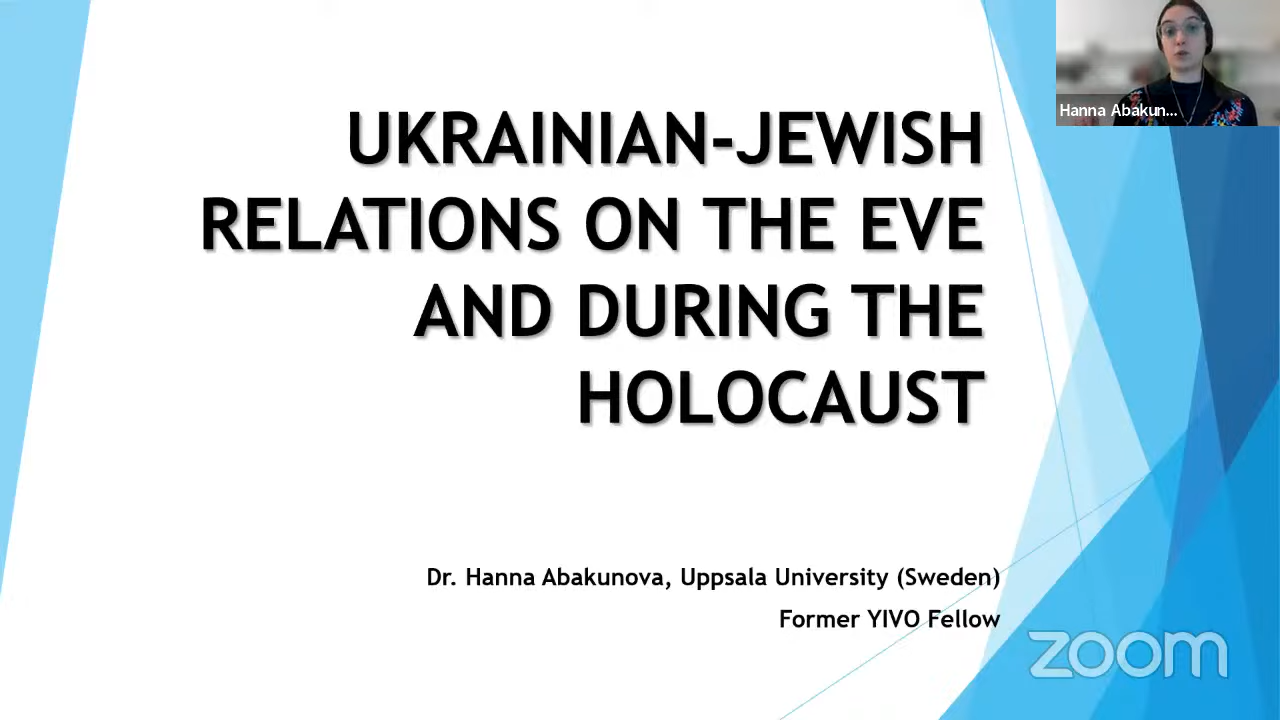 Hanna Abakun...
UKRAINIAN-JEWISH
RELATIONS ON THE EVE
AND DURING THE
HOLOCAUST
Dr. Hanna Abakunova, Uppsala University (Sweden)
Former YIVO Fellow
zoom